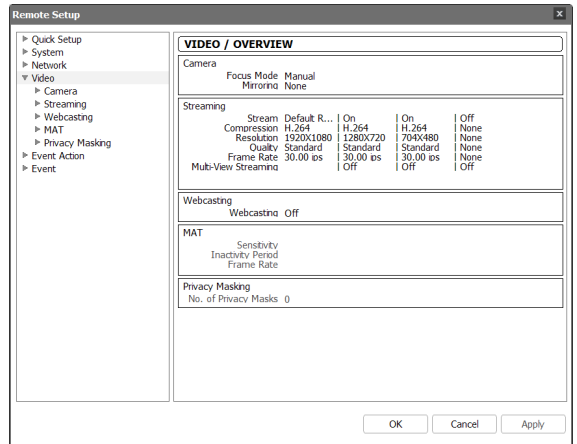 Remote Setup
Quick Setup
System
Network
Video
Camera
Streaming
Webcasting
MAT
Privacy Masking
Event Action
Event
VIDEO / OVERVIEW
Camera
Focus Mode Manual
Mirroring None
Streaming
Stream Default R... | On | On | Off
Compression H.264 | H.264 | H.264 | None
Resolution 1920X1080 | 1280X720 | 704X480 | None
Quality Standard | Standard | Standard | None
Frame Rate 30.00 ips | 30.00 ips | 30.00 ips | None
Multi-View Streaming | Off | Off | Off
Webcasting
Webcasting Off
MAT
Sensitivity
Inactivity Period
Frame Rate
Privacy Masking
No. of Privacy Masks 0
OK Cancel Apply